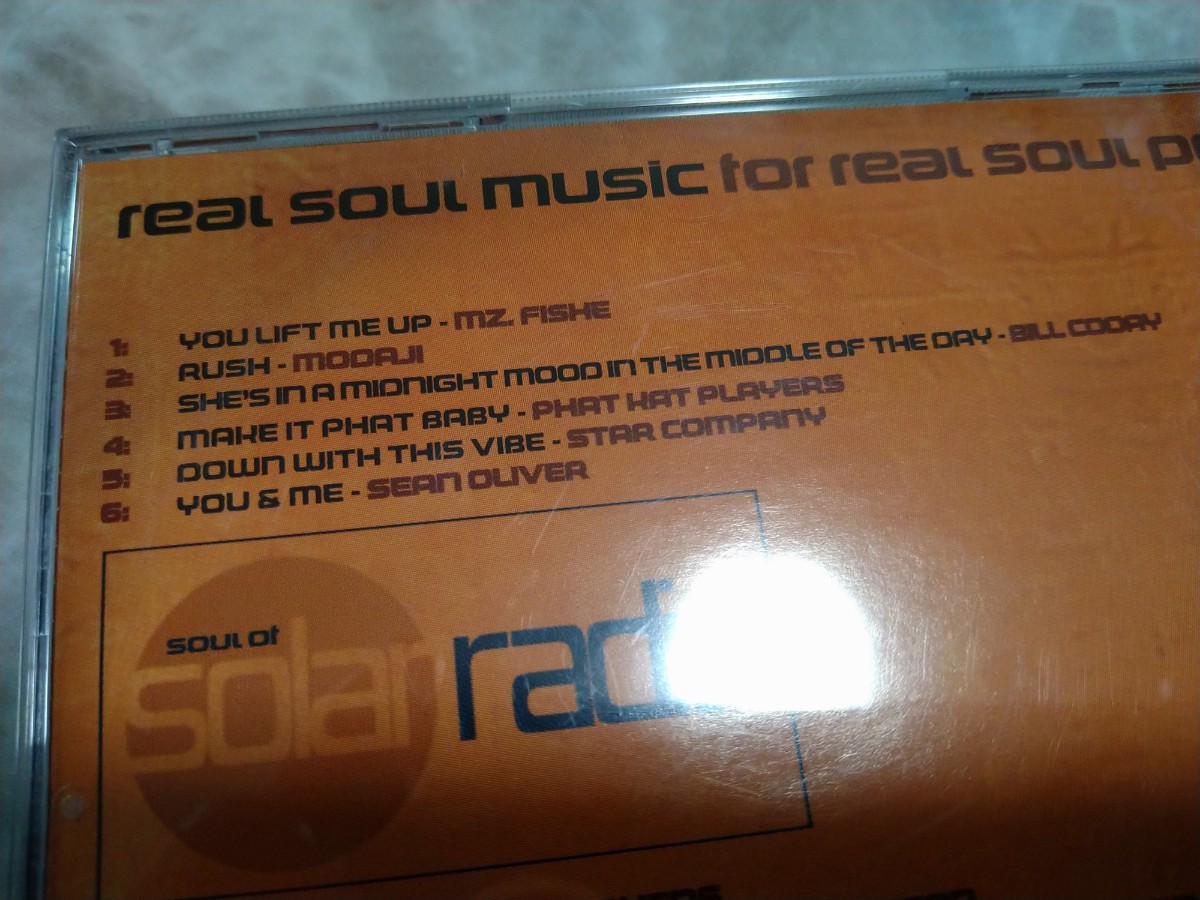 real soul music for real soul
1: YOU LIFT ME UP - MZ. FISHE
2: RUSH - MODAJI
3: SHE'S IN A MIDNIGHT MOOD IN THE MIDDLE OF THE DAY - BILL CODAY
4: MAKE IT PHAT BABY - PHAT KAT PLAYERS
5: DOWN WITH THIS VIBE - STAR COMPANY
6: YOU & ME - SEAN OLIVER
soul of
solar